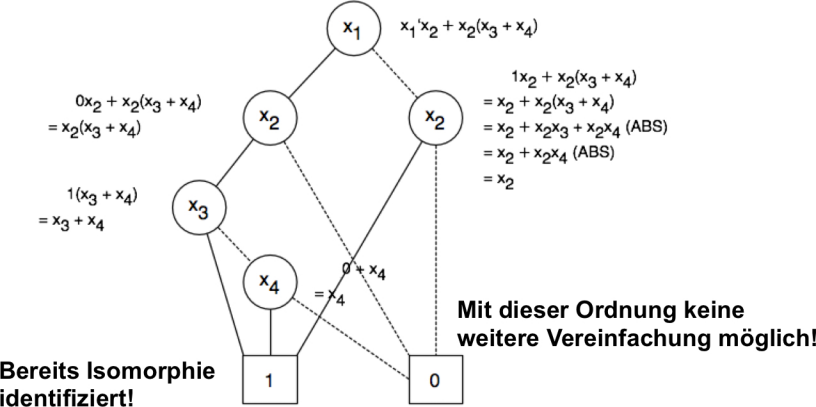 x1
x1'x2 + x2(x3 + x4)
0x2 + x2(x3 + x4)
= x2(x3 + x4)
x2
x2
1x2 + x2(x3 + x4)
= x2 + x2(x3 + x4)
= x2 + x2x3 + x2x4 (ABS)
= x2 + x2x4 (ABS)
= x2
1(x3 + x4)
= x3 + x4
x3
x4
0 + x4
= x4
Mit dieser Ordnung keine
weitere Vereinfachung möglich!
Bereits Isomorphie
identifiziert!
1
0